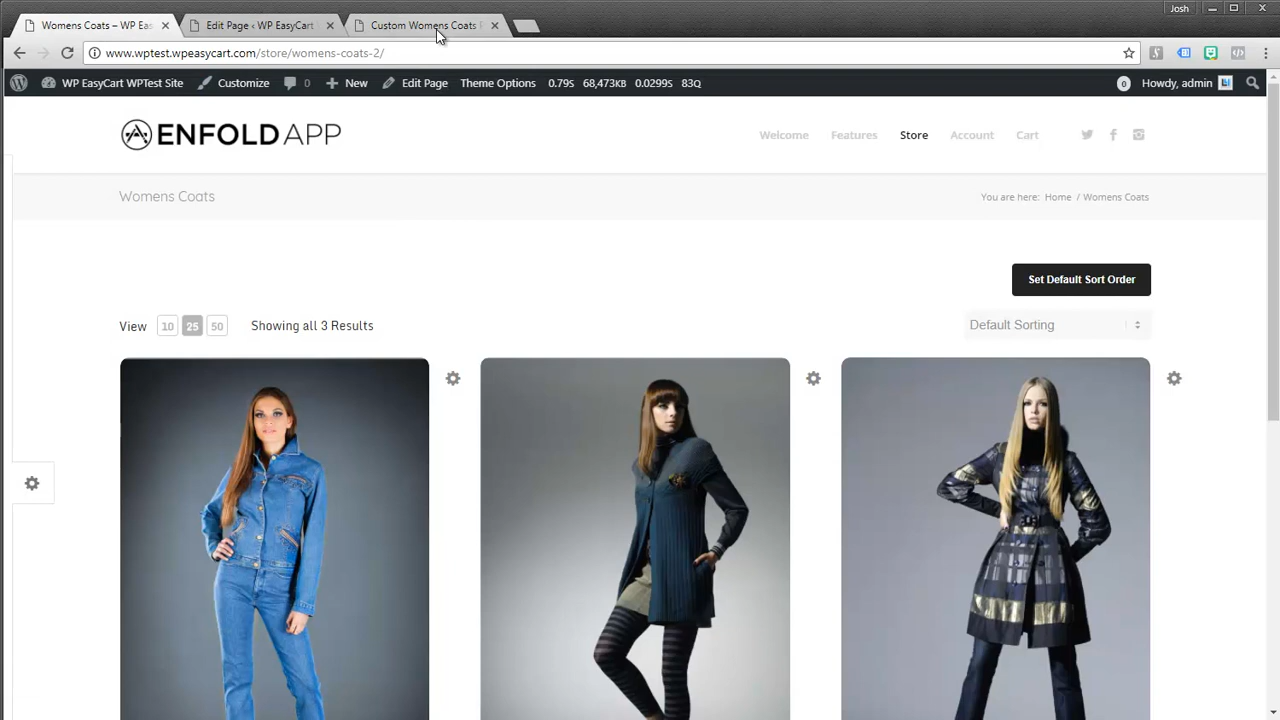 Josh
Womens Coats – WP Eas
Edit Page ‹ WP EasyCart
Custom Womens Coats
www.wptest.wpeasycart.com/store/womens-coats-2/
WP EasyCart WPTest Site
Customize
0
New
Edit Page
Theme Options
0.79s
68,473KB
0.0299s
83Q
0
Howdy, admin
ENFOLD APP
Welcome
Features
Store
Account
Cart
Womens Coats
You are here: Home / Womens Coats
Set Default Sort Order
View 10 25 50 Showing all 3 Results
Default Sorting